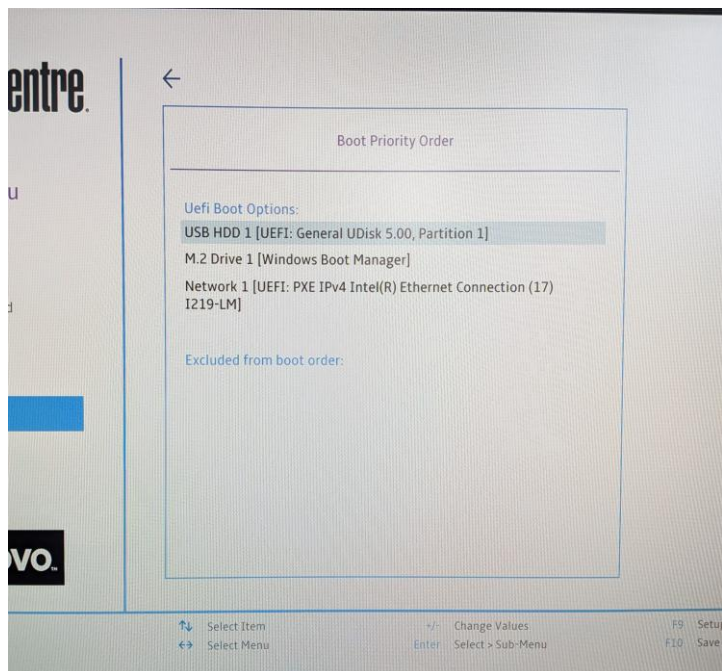 entre.
←
Boot Priority Order
u
Uefi Boot Options:
USB HDD 1 [UEFI: General UDisk 5.00, Partition 1]
M.2 Drive 1 [Windows Boot Manager]
d
Network 1 [UEFI: PXE IPv4 Intel(R) Ethernet Connection (17)
I219-LM]
Excluded from boot order:
ovo™
↑↓ Select Item +/- Change Values F9 Setup
↔ Select Menu Enter Select > Sub-Menu F10 Save